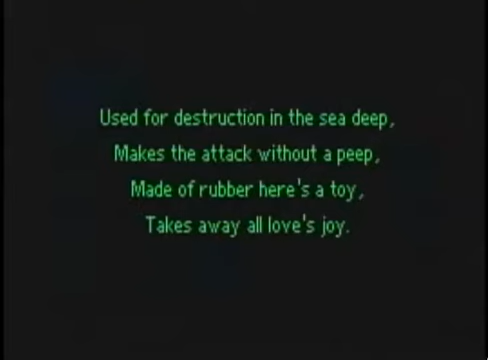 Used for destruction in the sea deep,
Makes the attack without a peep,
Made of rubber here's a toy,
Takes away all love's joy.